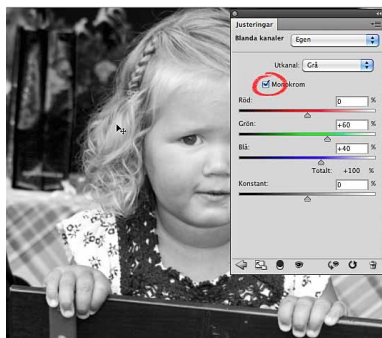 Justeringar
Blanda kanaler Egen
Utkanal: Grå
Monokrom
Röd: 0 %
Grön: +60 %
Blå: +40 %
Totalt: +100 %
Konstant: 0 %